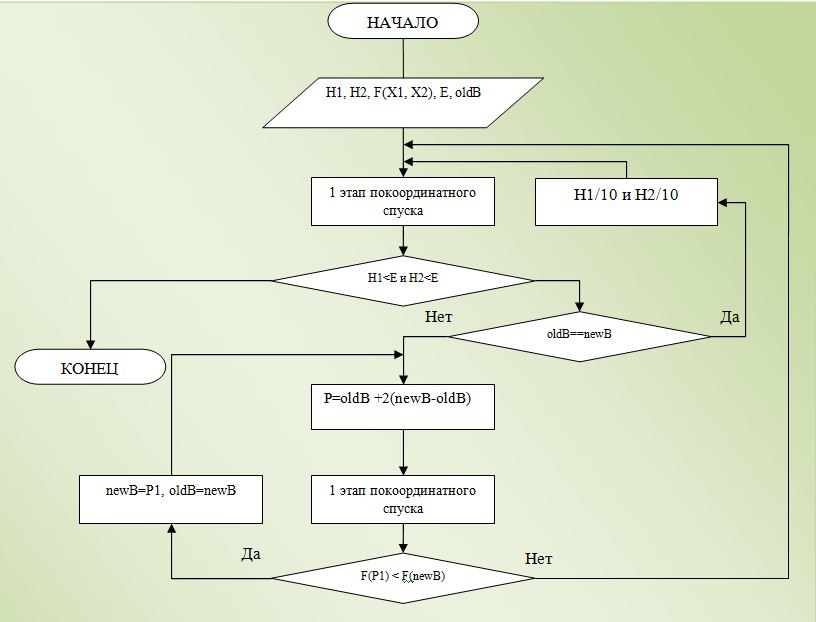 НАЧАЛО
H1, H2, F(X1, X2), E, oldB
1 этап покоординатного
спуска
H1/10 и H2/10
H1<E и H2<E
Нет
Да
oldB==newB
КОНЕЦ
P=oldB +2(newB-oldB)
newB=P1, oldB=newB
1 этап покоординатного
спуска
Да
Нет
F(P1) < F(newB)